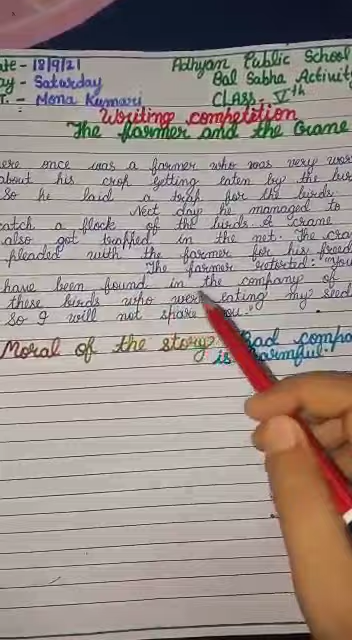 ate - 18/9/21 Adhyan Public School
ay - Saturday Bal Sabha Activity
T. - Mona Kumari CLASS - Vth
Writing competition
The farmer and the Crane
ere once was a farmer who was very wor
about his crop getting eaten by the bir
So he laid a trap for the birds.
Next day he managed to
catch a flock of the birds. A crane
also got trapped in the net. The cra
pleaded with the farmer for his freed
The farmer retorted: "You
have been found in the company of
these birds who were eating my seed
So I will not spare you".
Moral of the story: Bad compa
is harmful.